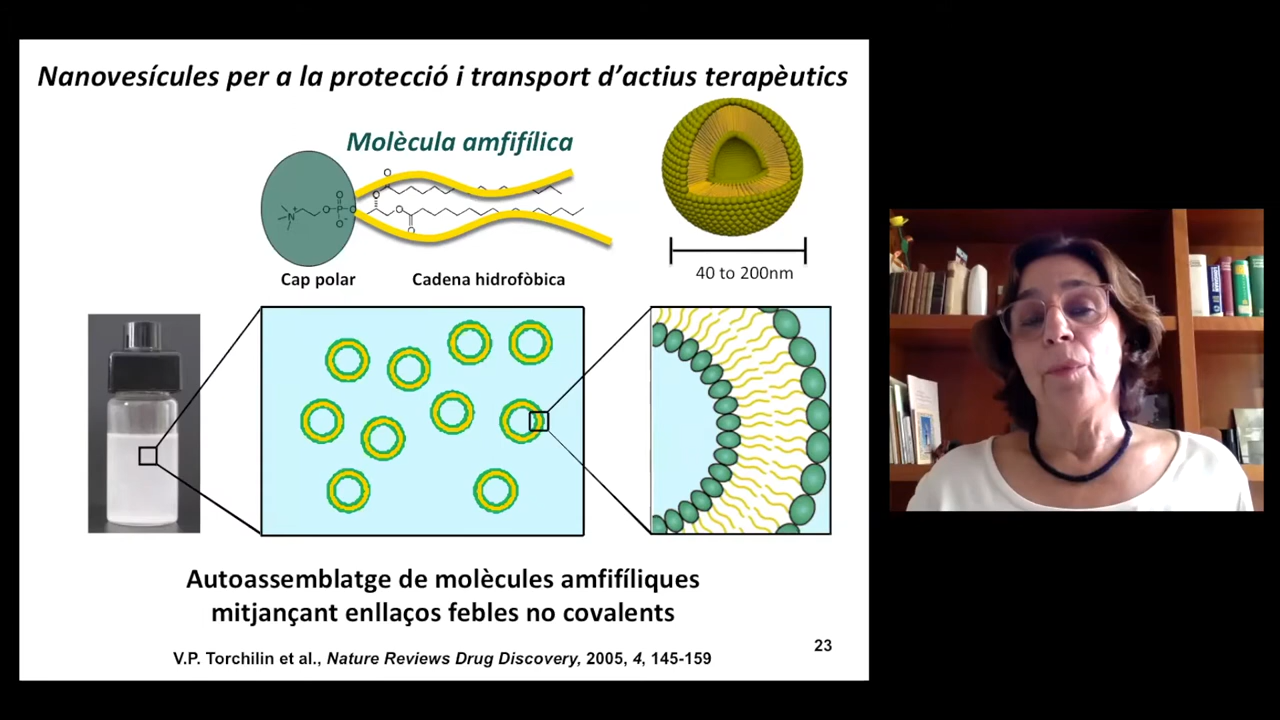 Nanovesícules per a la protecció i transport d'actius terapèutics
Molècula amfifílica
O
O
O
P
O
O
O
O⁻
O
N⁺
Cap polar
Cadena hidrofòbica
40 to 200nm
Autoassemblatge de molècules amfifíliques
mitjançant enllaços febles no covalents
V.P. Torchilin et al., Nature Reviews Drug Discovery, 2005, 4, 145-159
23